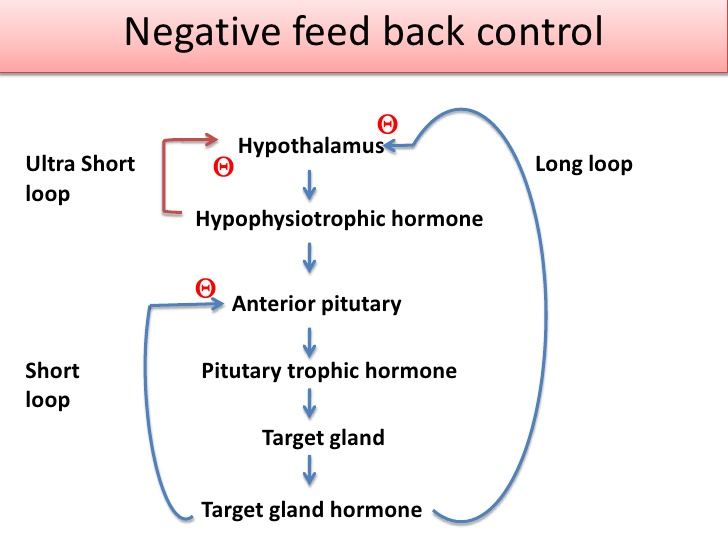 Negative feed back control
Θ
Hypothalamus
Ultra Short
loop
Θ
Long loop
Hypophysiotrophic hormone
Θ
Anterior pitutary
Short
loop
Pitutary trophic hormone
Target gland
Target gland hormone